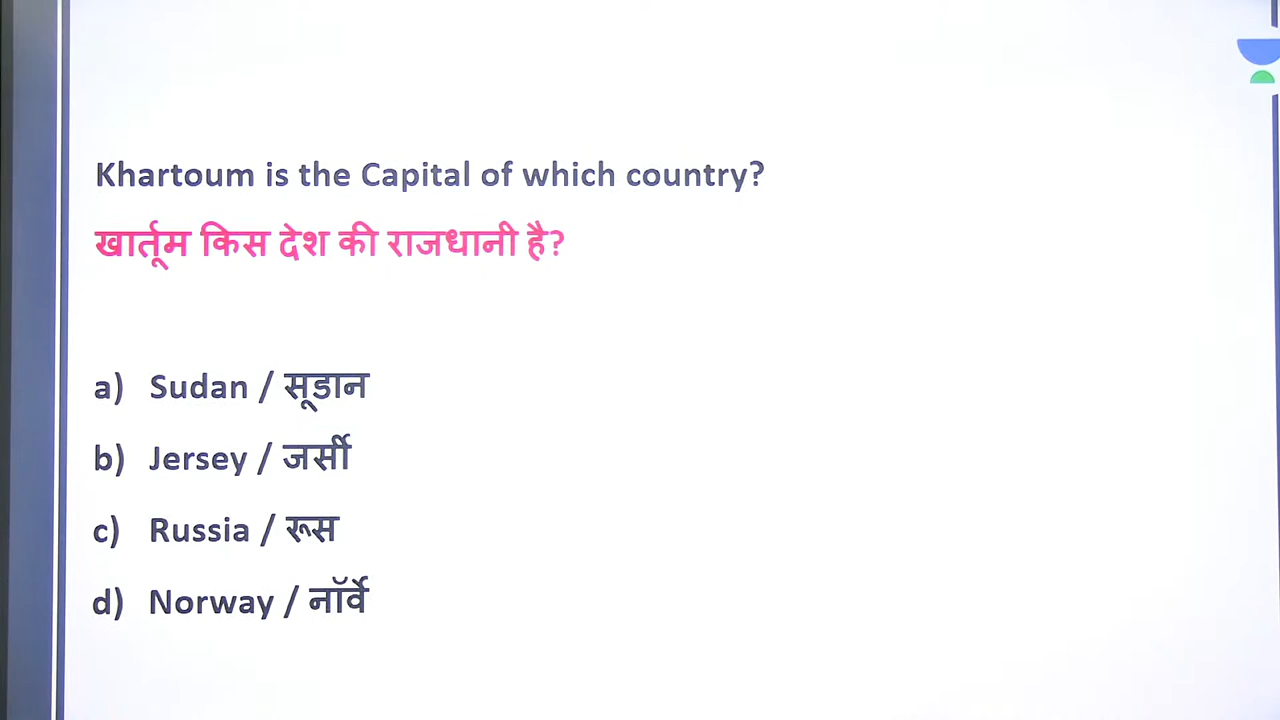 Khartoum is the Capital of which country?
खार्तूम किस देश की राजधानी है?
a) Sudan / सूडान
b) Jersey / जर्सी
c) Russia / रूस
d) Norway / नॉर्वे